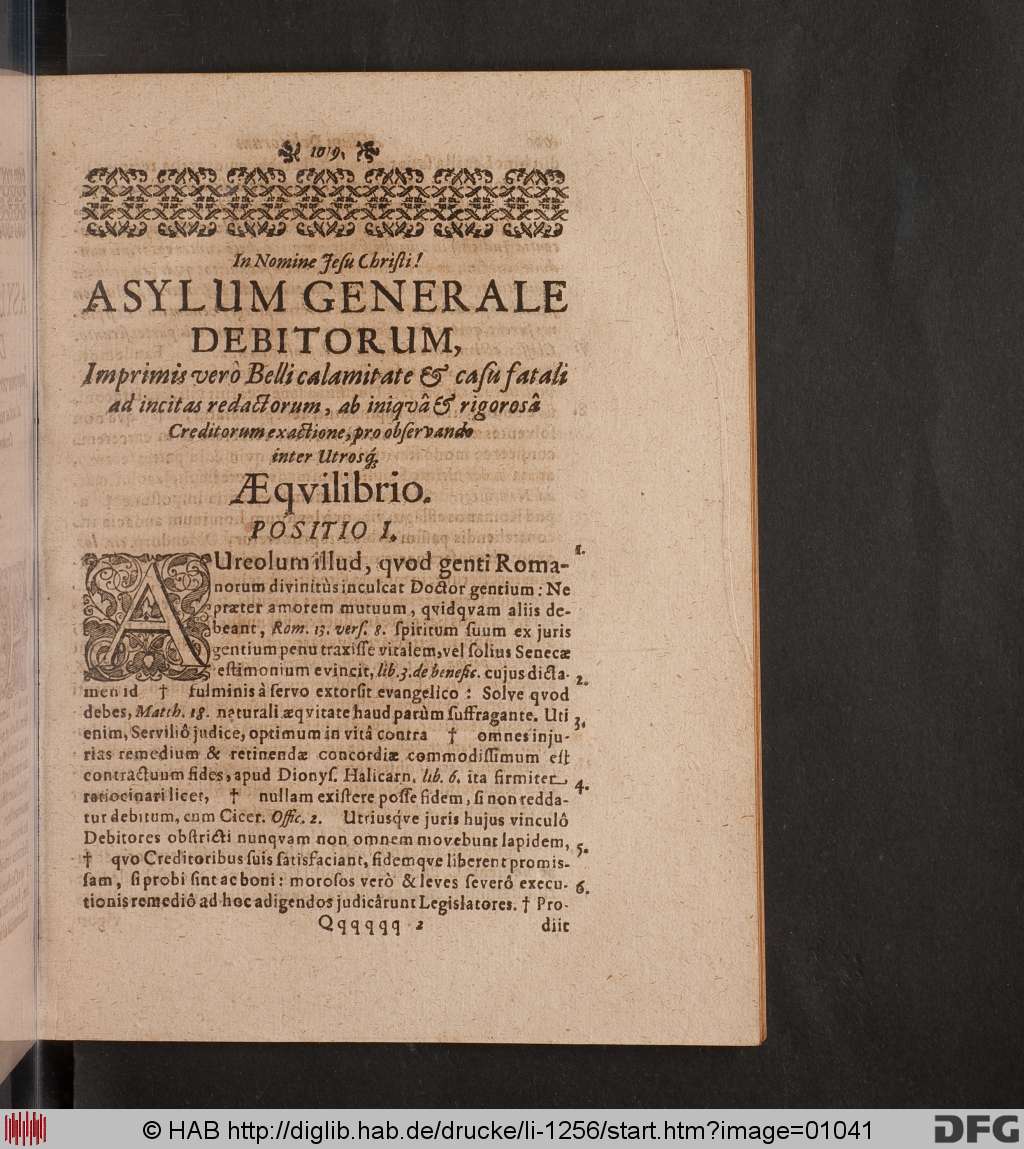 1019.
In Nomine Jeſu Chriſti!
ASYLUM GENERALE
DEBITORUM,
Imprimis verò Belli calamitate & caſu fatali
ad incitas redactorum, ab iniqvâ & rigorosâ
Creditorum exactione, pro obſervando
inter Utrosq́;
Æqvilibrio.
POSITIO I.
AUreolum illud, qvod genti Roma- 1.
norum divinitùs inculcat Doctor gentium: Ne
præter amorem mutuum, qvidqvam aliis de-
beant, Rom. 13. verſ. 8. ſpiritum ſuum ex juris
gentium penu traxiſſe vitalem, vel ſolius Senecæ
teſtimonium evincit, lib. 3. de benefic. cujus dicta- 2.
men id † fulminis à ſervo extorſit evangelico: Solve qvod
debes, Matth. 18. naturali æqvitate haud parùm ſuffragante. Uti 3.
enim, Serviliô judice, optimum in vitâ contra † omnes inju-
rias remedium & retinendæ concordiæ commodiſſimum eſt
contractuum fides, apud Dionyſ. Halicarn. lib. 6. ita firmiter
ratiocinari licet, † nullam exiſtere poſſe fidem, ſi non redda- 4.
tur debitum, cum Cicer. Offic. 2. Utriusq́ve juris hujus vinculô
Debitores obſtricti nunqvam non omnem movebunt lapidem, 5.
† qvo Creditoribus ſuis ſatisfaciant, fidemqve liberent promiſ-
ſam, ſi probi ſint ac boni: moroſos verò & leves ſeverô execu- 6.
tionis remediô ad hoc adigendos judicârunt Legislatores. † Pro-
Qqqqqq 2 diit
© HAB http://diglib.hab.de/drucke/li-1256/start.htm?image=01041
DFG